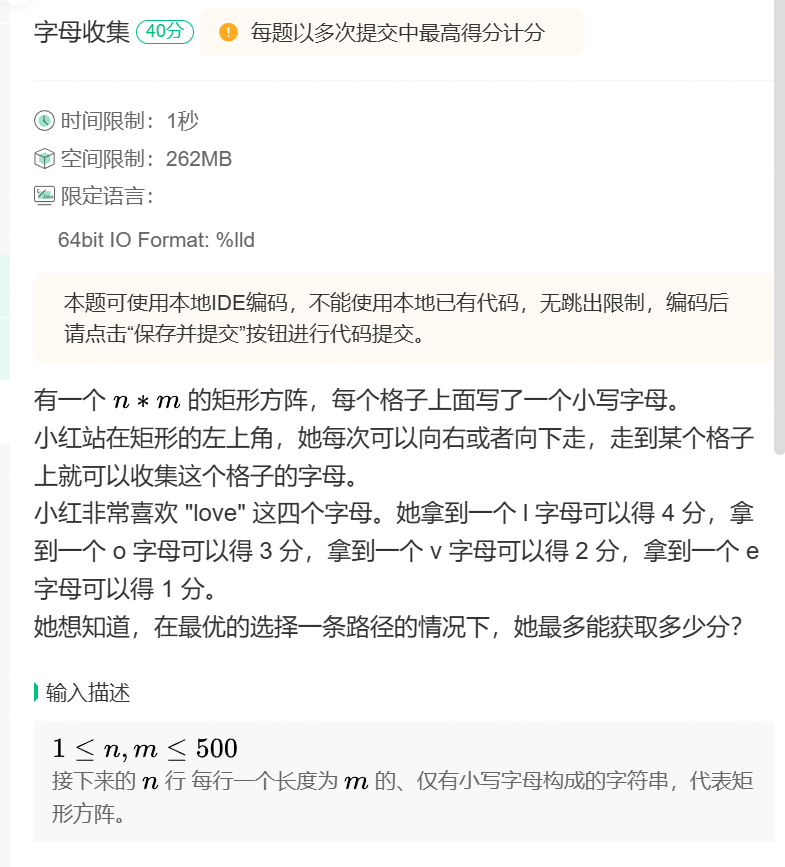 字母收集 40分 ! 每题以多次提交中最高得分计分
时间限制：1秒
空间限制：262MB
限定语言：
64bit IO Format: %lld
本题可使用本地IDE编码，不能使用本地已有代码，无跳出限制，编码后
请点击“保存并提交”按钮进行代码提交。
有一个 n * m 的矩形方阵，每个格子上面写了一个小写字母。
小红站在矩形的左上角，她每次可以向右或者向下走，走到某个格子
上就可以收集这个格子的字母。
小红非常喜欢 "love" 这四个字母。她拿到一个 l 字母可以得 4 分，拿
到一个 o 字母可以得 3 分，拿到一个 v 字母可以得 2 分，拿到一个 e
字母可以得 1 分。
她想知道，在最优的选择一条路径的情况下，她最多能获取多少分？
输入描述
1 ≤ n, m ≤ 500
接下来的 n 行 每行一个长度为 m 的、仅有小写字母构成的字符串，代表矩
形方阵。